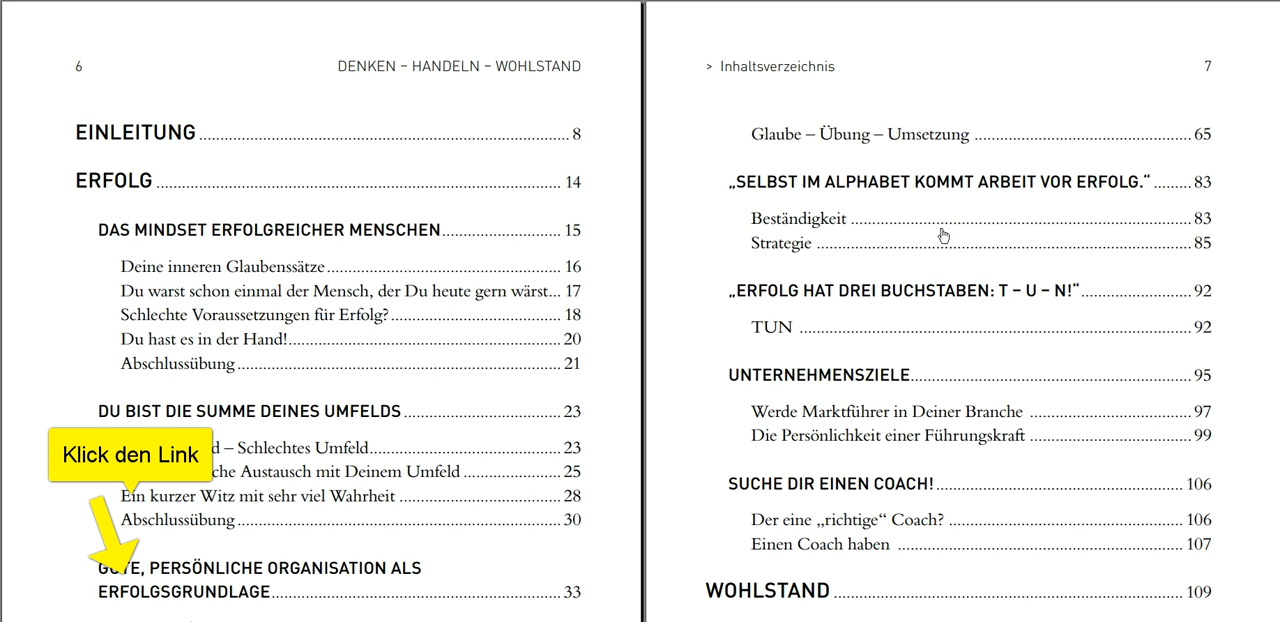 6 DENKEN – HANDELN – WOHLSTAND
EINLEITUNG 8
ERFOLG 14
DAS MINDSET ERFOLGREICHER MENSCHEN 15
Deine inneren Glaubenssätze 16
Du warst schon einmal der Mensch, der Du heute gern wärst... 17
Schlechte Voraussetzungen für Erfolg? 18
Du hast es in der Hand! 20
Abschlussübung 21
DU BIST DIE SUMME DEINES UMFELDS 23
– Schlechtes Umfeld 23
Austausch mit Deinem Umfeld 25
Ein kurzer Witz mit sehr viel Wahrheit 28
Abschlussübung 30
GUTE, PERSÖNLICHE ORGANISATION ALS
ERFOLGSGRUNDLAGE 33
Klick den Link
> Inhaltsverzeichnis 7
Glaube – Übung – Umsetzung 65
„SELBST IM ALPHABET KOMMT ARBEIT VOR ERFOLG.“ 83
Beständigkeit 83
Strategie 85
„ERFOLG HAT DREI BUCHSTABEN: T – U – N!“ 92
TUN 92
UNTERNEHMENSZIELE 95
Werde Marktführer in Deiner Branche 97
Die Persönlichkeit einer Führungskraft 99
SUCHE DIR EINEN COACH! 106
Der eine „richtige“ Coach? 106
Einen Coach haben 107
WOHLSTAND 109